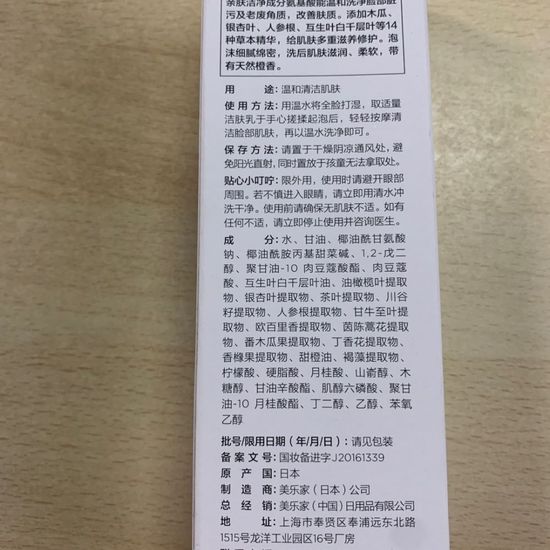 亲肤洁净成分氨基酸能温和洗净脸部脏
污及老废角质，改善肤质。添加木瓜、
银杏叶、人参根、互生叶白千层叶等14
种草本精华，给肌肤多重滋养修护。泡
沫细腻绵密，洗后肌肤滋润、柔软，带
有天然橙香。
用 途：温和清洁肌肤
使用方法：用温水将全脸打湿，取适量
洁肤乳于手心搓揉起泡后，轻轻按摩清
洁脸部肌肤，再以温水洗净即可。
保存方法：请置于干燥阴凉通风处，避
免阳光直射，同时置放于孩童无法拿取处。
贴心小叮咛：限外用，使用时请避开眼部
周围。若不慎进入眼睛，请立即用清水冲
洗干净。使用前请确保无肌肤不适。如有
任何不适，请立即停止使用并咨询医生。
成 分：水、甘油、椰油酰甘氨酸
钠、椰油酰胺丙基甜菜碱、1,2-戊二
醇、聚甘油-10 肉豆蔻酸酯、肉豆蔻
酸、互生叶白千层叶油、油橄榄叶提取
物、银杏叶提取物、茶叶提取物、川谷
籽提取物、人参根提取物、甘牛至叶提
取物、欧百里香提取物、茵陈蒿花提取
物、番木瓜果提取物、丁香花提取物、
香橼果提取物、甜橙油、褐藻提取物、
柠檬酸、硬脂酸、月桂酸、山嵛醇、木
糖醇、甘油辛酸酯、肌醇六磷酸、聚甘
油-10 月桂酸酯、丁二醇、乙醇、苯氧
乙醇
批号/限用日期（年/月/日）：请见包装
备案文号：国妆备进字J20161339
原产国：日本
制造商：美乐家（日本）公司
总经销：美乐家（中国）日用品有限公司
地 址：上海市奉贤区奉浦远东北路
1515号龙洋工业园区16号厂房